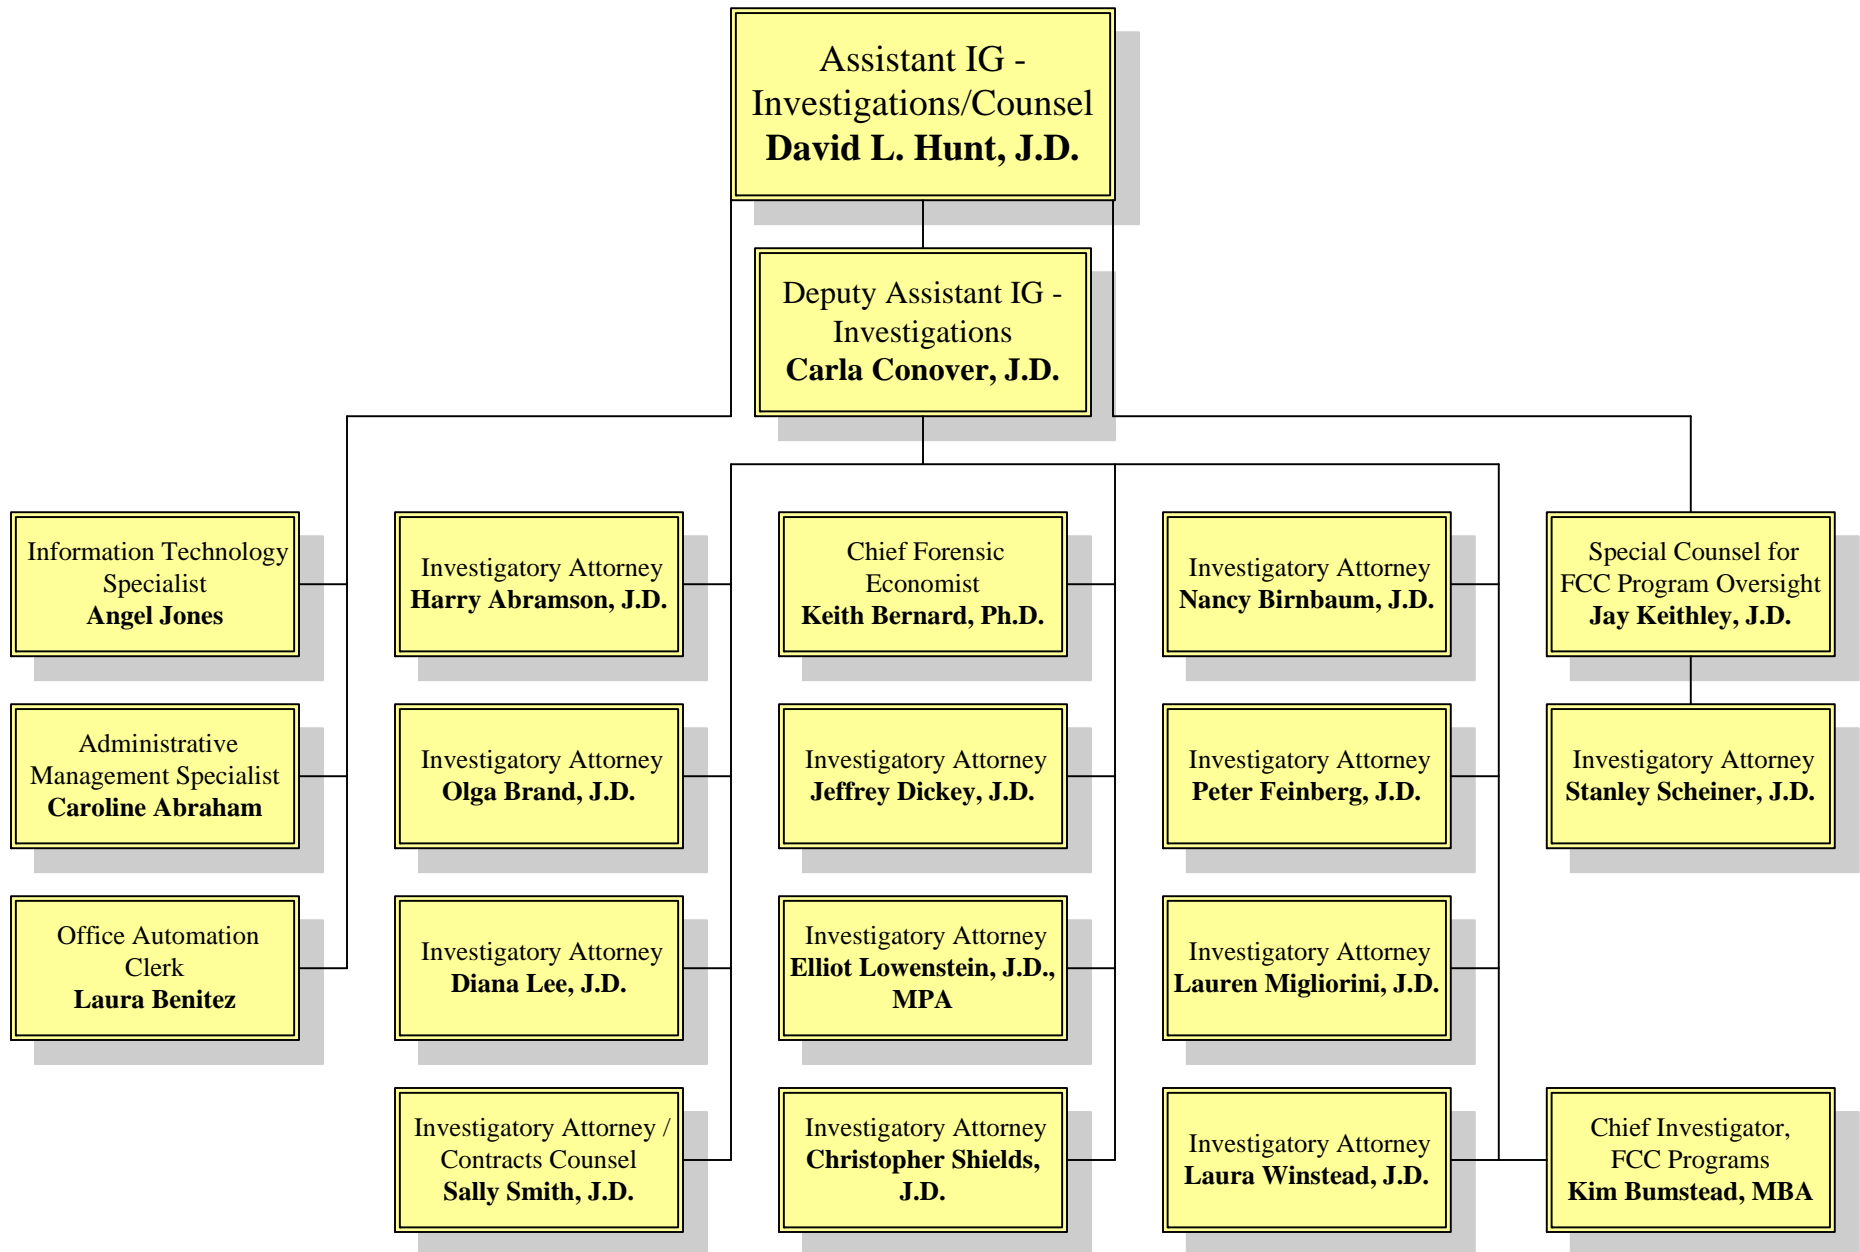 Assistant IG -
Investigations/Counsel
David L. Hunt, J.D.
Deputy Assistant IG -
Investigations
Carla Conover, J.D.
Information Technology
Specialist
Angel Jones
Investigatory Attorney
Harry Abramson, J.D.
Chief Forensic
Economist
Keith Bernard, Ph.D.
Investigatory Attorney
Nancy Birnbaum, J.D.
Special Counsel for
FCC Program Oversight
Jay Keithley, J.D.
Administrative
Management Specialist
Caroline Abraham
Investigatory Attorney
Olga Brand, J.D.
Investigatory Attorney
Jeffrey Dickey, J.D.
Investigatory Attorney
Peter Feinberg, J.D.
Investigatory Attorney
Stanley Scheiner, J.D.
Office Automation
Clerk
Laura Benitez
Investigatory Attorney
Diana Lee, J.D.
Investigatory Attorney
Elliot Lowenstein, J.D.,
MPA
Investigatory Attorney
Lauren Migliorini, J.D.
Investigatory Attorney /
Contracts Counsel
Sally Smith, J.D.
Investigatory Attorney
Christopher Shields,
J.D.
Investigatory Attorney
Laura Winstead, J.D.
Chief Investigator,
FCC Programs
Kim Bumstead, MBA